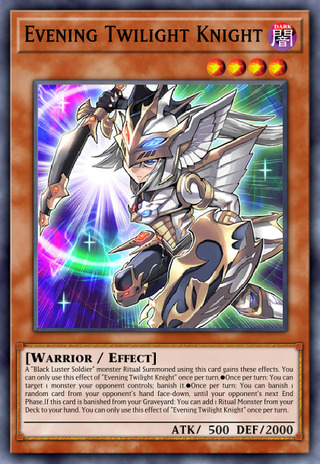 Evening Twilight Knight
DARK
闇
[Warrior / Effect]
A "Black Luster Soldier" monster Ritual Summoned using this card gains these effects. You
can only use this effect of "Evening Twilight Knight" once per turn.●Once per turn: You can
target 1 monster your opponent controls; banish it.●Once per turn: You can banish 1
random card from your opponent's hand face-down, until your opponent's next End
Phase.If this card is banished from your Graveyard: You can add 1 Ritual Monster from your
Deck to your hand. You can only use this effect of "Evening Twilight Knight" once per turn.
ATK/ 500 DEF/2000